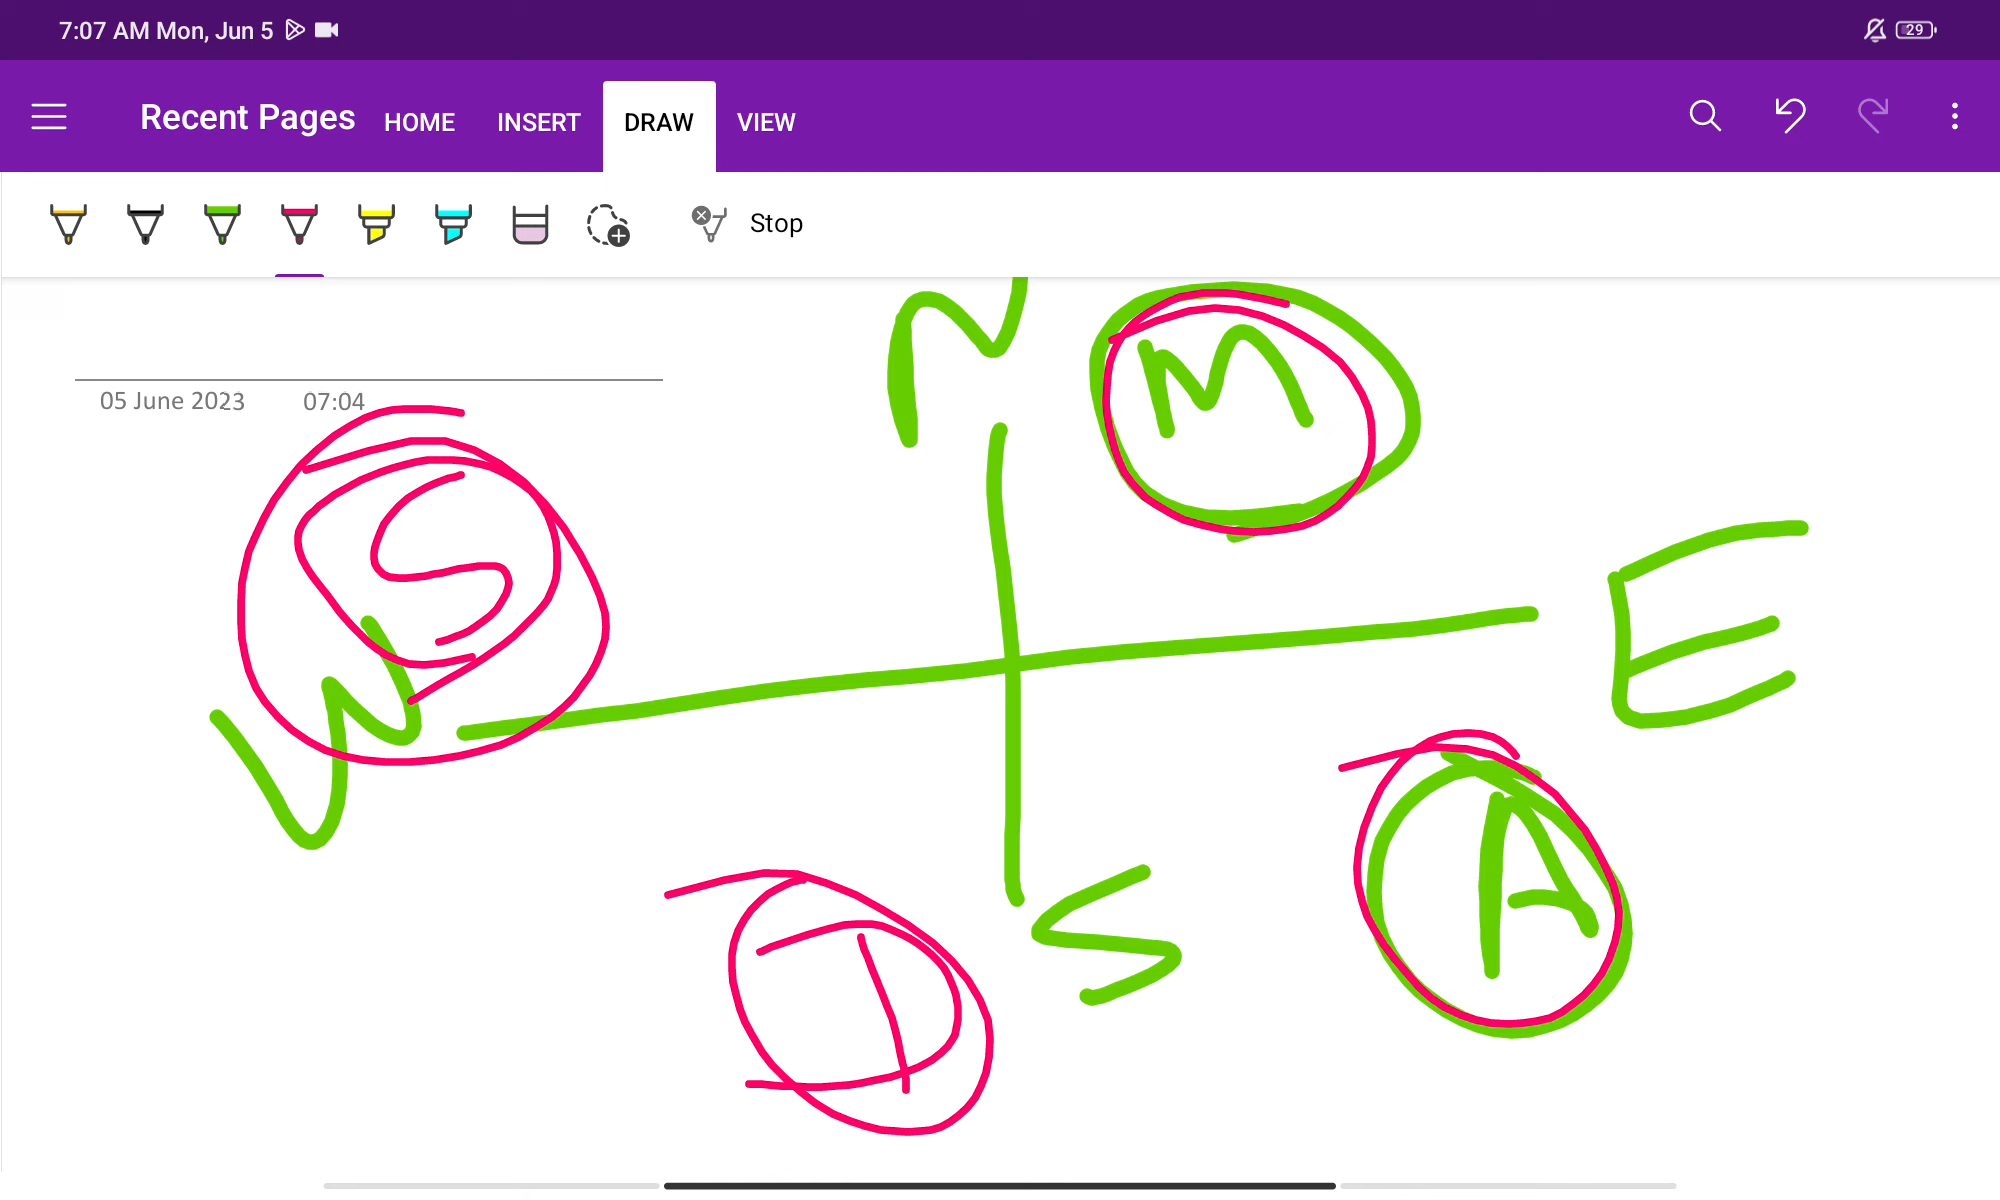 7:07 AM Mon, Jun 5 29
Recent Pages HOME INSERT DRAW VIEW
Stop
05 June 2023 07:04
N M
S
W E
S A
D